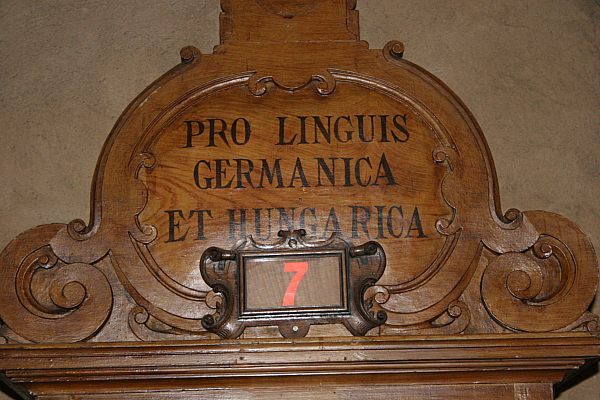 PRO LINGUIS
GERMANICA
ET HUNGARICA
7